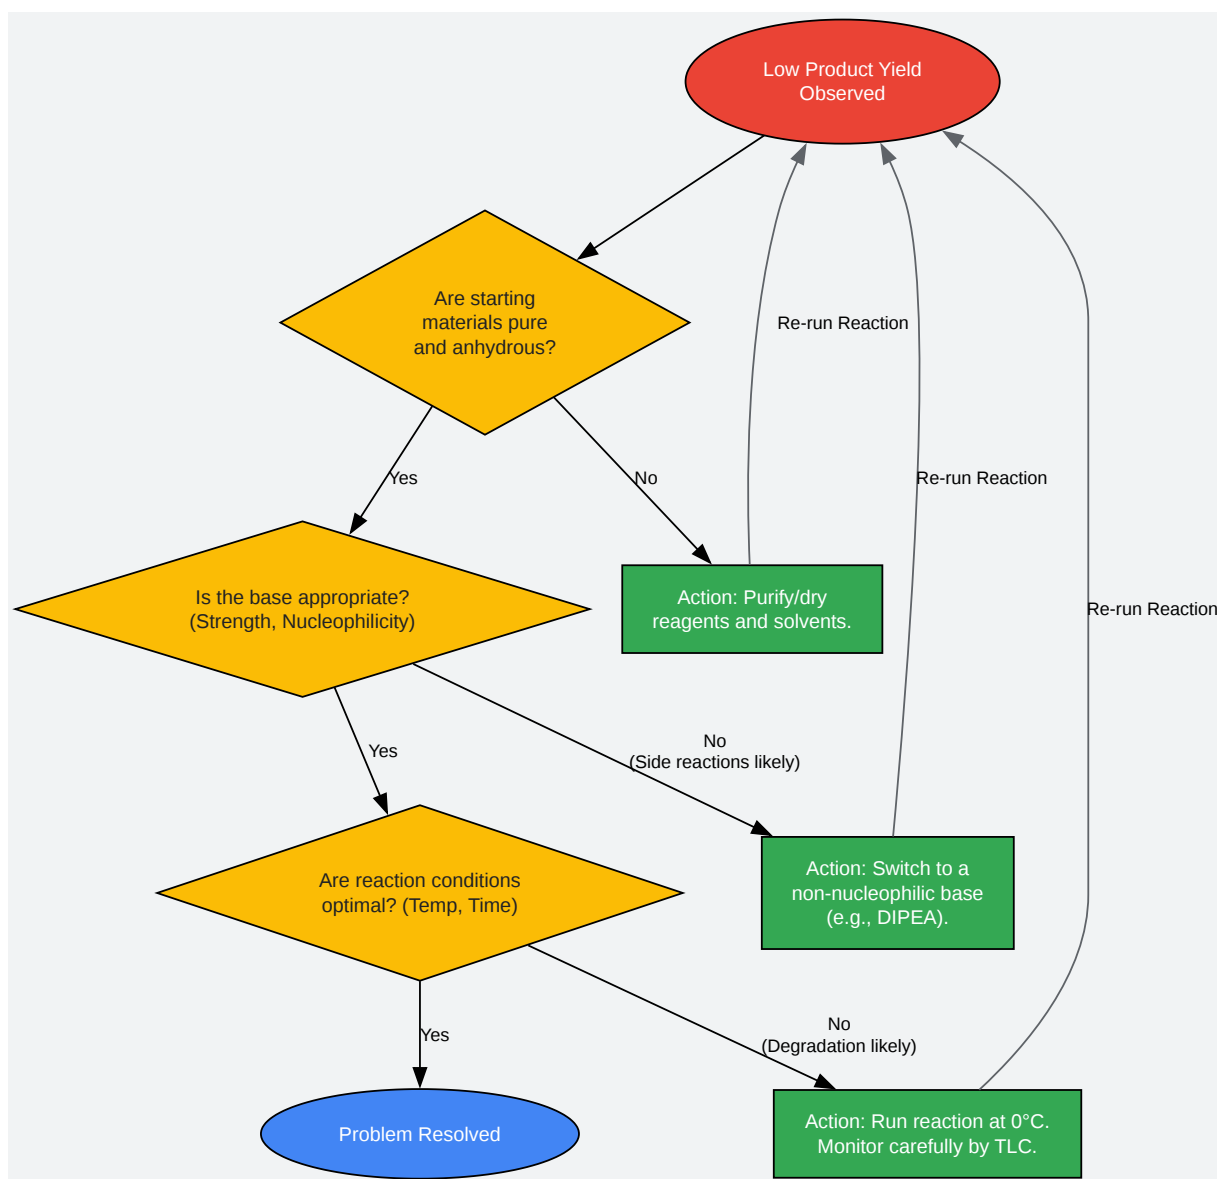 Low Product Yield
Observed
Are starting
materials pure
and anhydrous?
Re-run Reaction
Yes
No
Re-run Reaction
Is the base appropriate?
(Strength, Nucleophilicity)
Action: Purify/dry
reagents and solvents.
Re-run Reaction
Yes
No
(Side reactions likely)
Are reaction conditions
optimal? (Temp, Time)
Action: Switch to a
non-nucleophilic base
(e.g., DIPEA).
Yes
No
(Degradation likely)
Problem Resolved
Action: Run reaction at 0°C.
Monitor carefully by TLC.